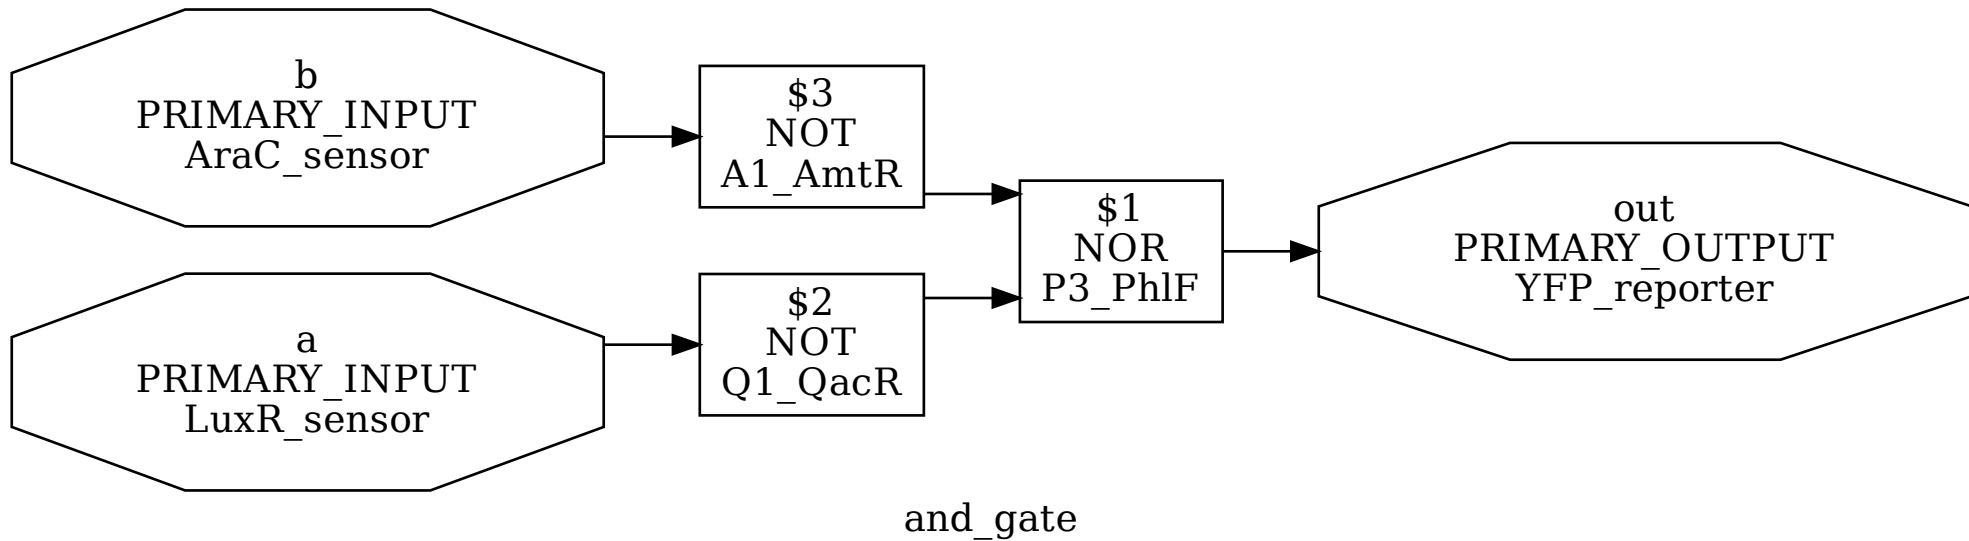 b
PRIMARY_INPUT
AraC_sensor
$3
NOT
A1_AmtR
a
PRIMARY_INPUT
LuxR_sensor
$2
NOT
Q1_QacR
$1
NOR
P3_PhlF
out
PRIMARY_OUTPUT
YFP_reporter
and_gate